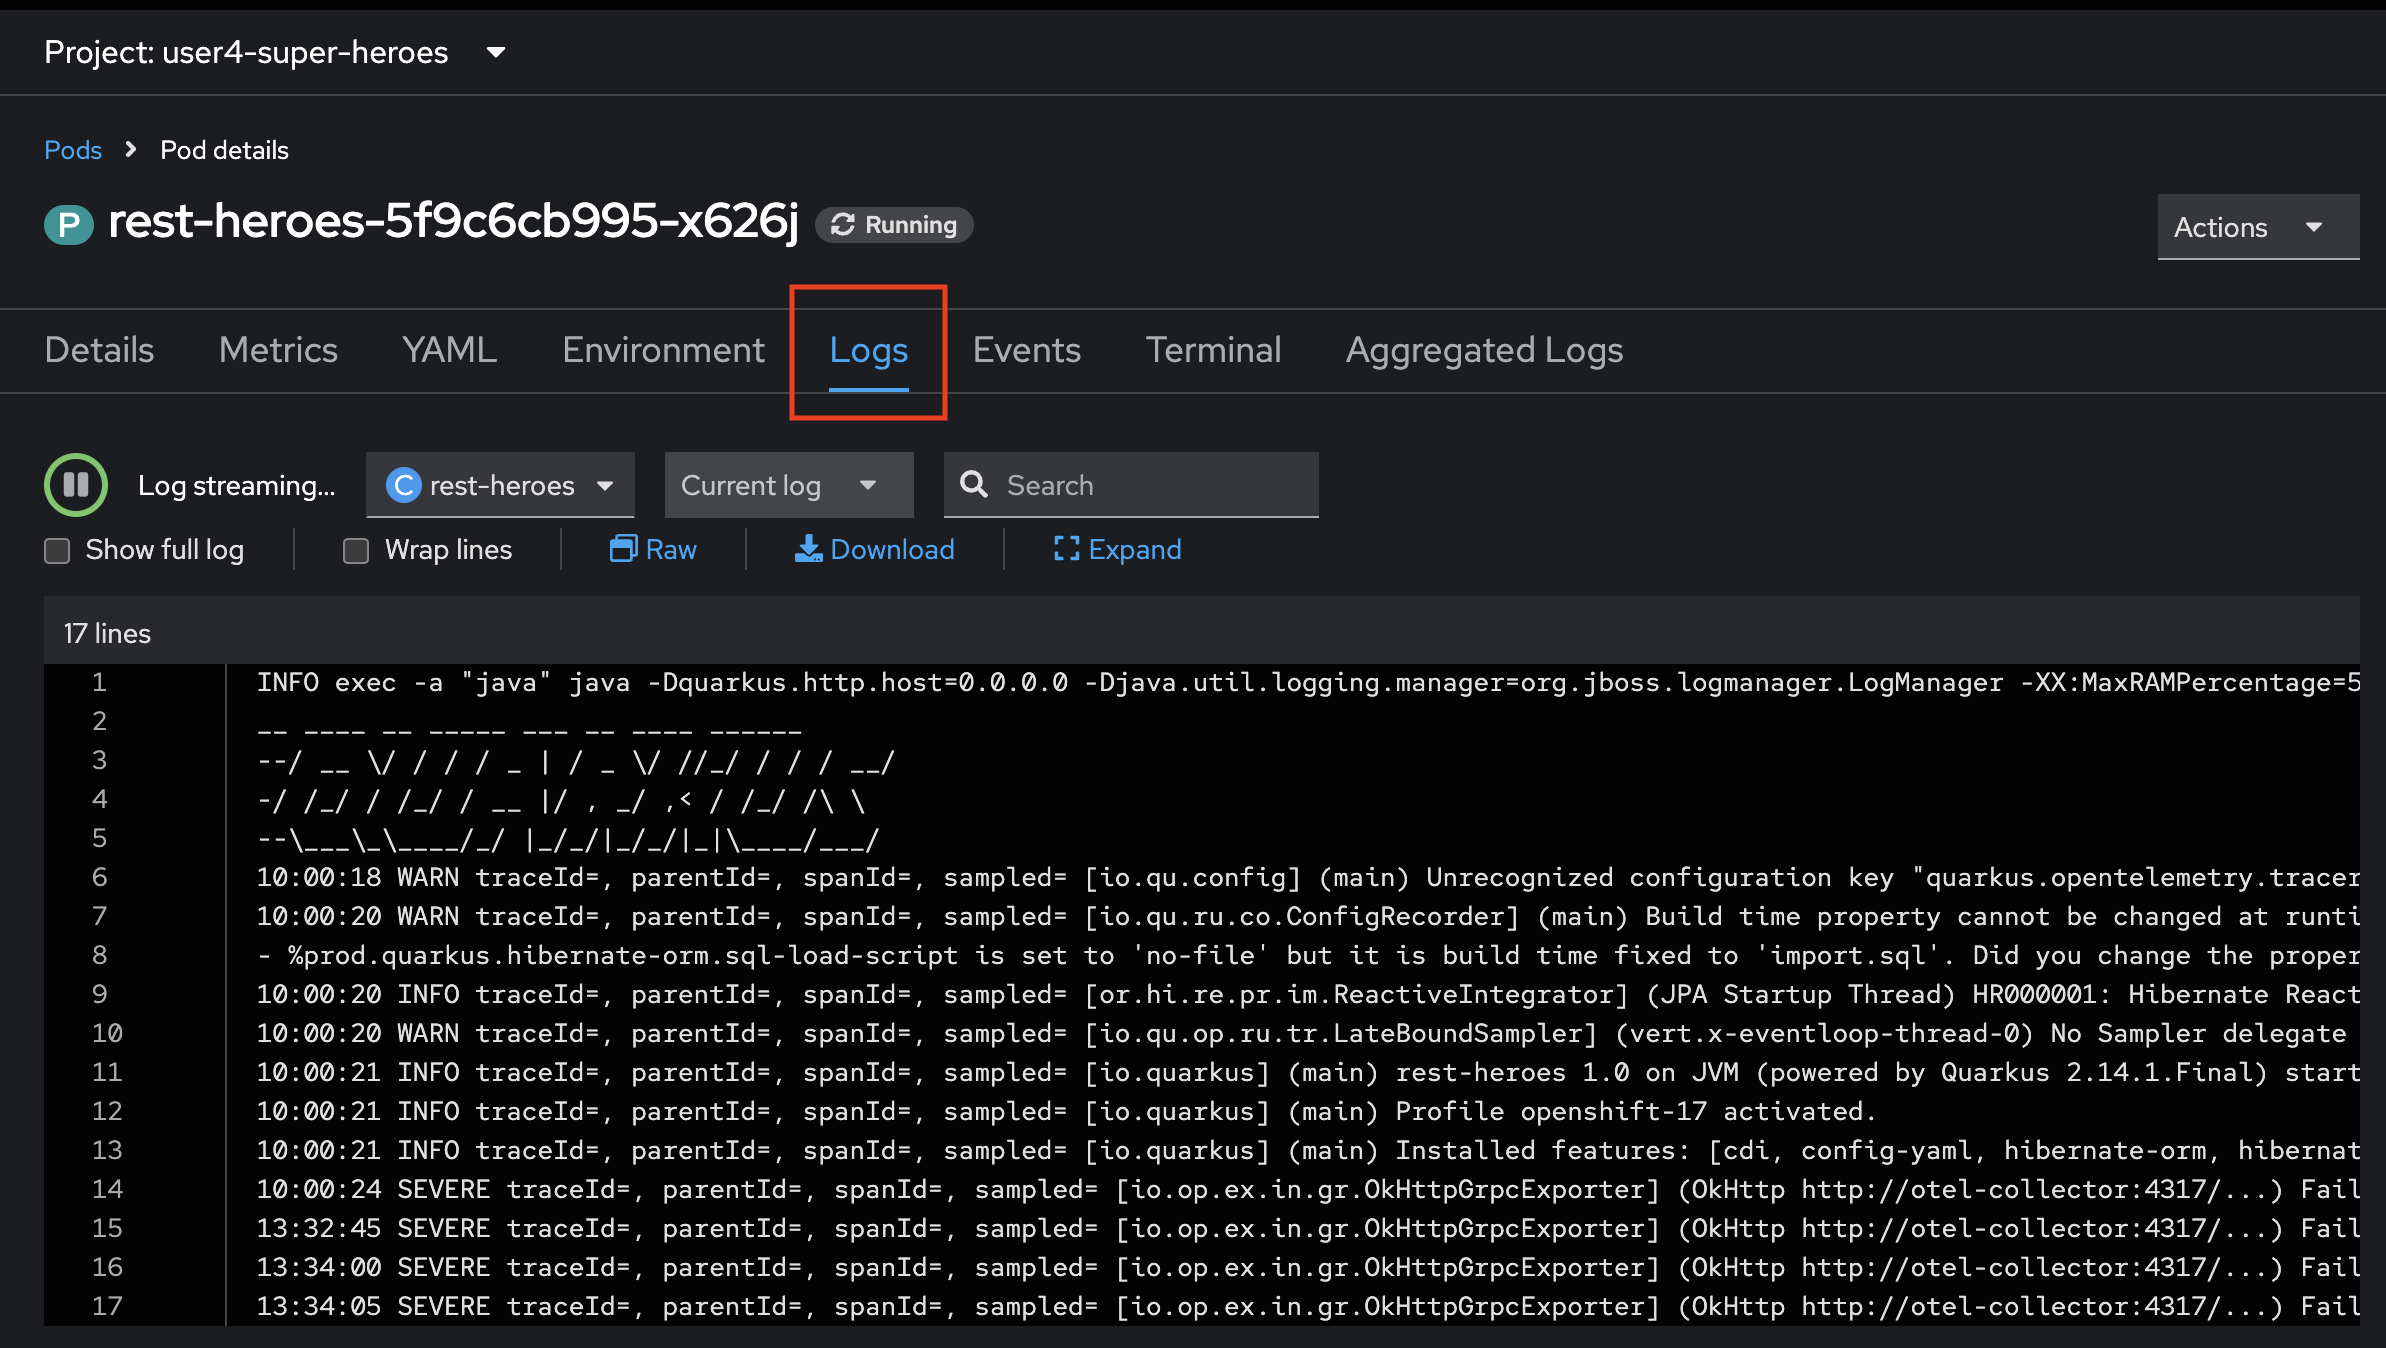 Project: user4-super-heroes
Pods > Pod details
P rest-heroes-5f9c6cb995-x626j Running
Actions
Details Metrics YAML Environment Logs Events Terminal Aggregated Logs
Log streaming... C rest-heroes Current log Search
Show full log Wrap lines Raw Download Expand
17 lines
1 INFO exec -a "java" java -Dquarkus.http.host=0.0.0.0 -Djava.util.logging.manager=org.jboss.logmanager.LogManager -XX:MaxRAMPercentage=5
2 __ ____ __ _____ ___ __ ____ ______
3 --/ __ \/ / / / _ | / _ \/ //_/ / / / __/
4 -/ /_/ / /_/ / __ |/ , _/ ,< / /_/ /\ \
5 --\___\_\____/_/ |_/_/|_/_/|_|\____/___/
6 10:00:18 WARN traceId=, parentId=, spanId=, sampled= [io.qu.config] (main) Unrecognized configuration key "quarkus.opentelemetry.tracer
7 10:00:20 WARN traceId=, parentId=, spanId=, sampled= [io.qu.ru.co.ConfigRecorder] (main) Build time property cannot be changed at runti
8 - %prod.quarkus.hibernate-orm.sql-load-script is set to 'no-file' but it is build time fixed to 'import.sql'. Did you change the proper
9 10:00:20 INFO traceId=, parentId=, spanId=, sampled= [or.hi.re.pr.im.ReactiveIntegrator] (JPA Startup Thread) HR000001: Hibernate React
10 10:00:20 WARN traceId=, parentId=, spanId=, sampled= [io.qu.op.ru.tr.LateBoundSampler] (vert.x-eventloop-thread-0) No Sampler delegate
11 10:00:21 INFO traceId=, parentId=, spanId=, sampled= [io.quarkus] (main) rest-heroes 1.0 on JVM (powered by Quarkus 2.14.1.Final) start
12 10:00:21 INFO traceId=, parentId=, spanId=, sampled= [io.quarkus] (main) Profile openshift-17 activated.
13 10:00:21 INFO traceId=, parentId=, spanId=, sampled= [io.quarkus] (main) Installed features: [cdi, config-yaml, hibernate-orm, hibernat
14 10:00:24 SEVERE traceId=, parentId=, spanId=, sampled= [io.op.ex.in.gr.OkHttpGrpcExporter] (OkHttp http://otel-collector:4317/...) Fail
15 13:32:45 SEVERE traceId=, parentId=, spanId=, sampled= [io.op.ex.in.gr.OkHttpGrpcExporter] (OkHttp http://otel-collector:4317/...) Fail
16 13:34:00 SEVERE traceId=, parentId=, spanId=, sampled= [io.op.ex.in.gr.OkHttpGrpcExporter] (OkHttp http://otel-collector:4317/...) Fail
17 13:34:05 SEVERE traceId=, parentId=, spanId=, sampled= [io.op.ex.in.gr.OkHttpGrpcExporter] (OkHttp http://otel-collector:4317/...) Fail